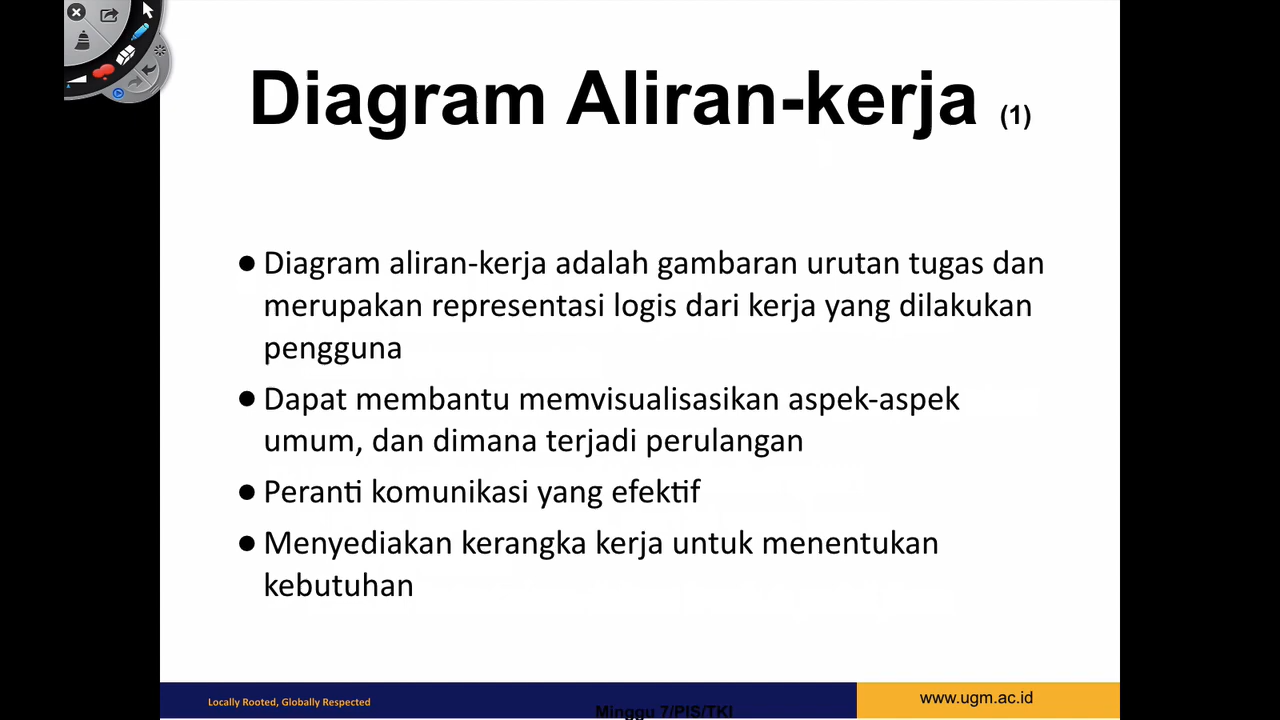 Diagram Aliran-kerja (1)
● Diagram aliran-kerja adalah gambaran urutan tugas dan
merupakan representasi logis dari kerja yang dilakukan
pengguna
● Dapat membantu memvisualisasikan aspek-aspek
umum, dan dimana terjadi perulangan
● Peranti komunikasi yang efektif
● Menyediakan kerangka kerja untuk menentukan
kebutuhan
Locally Rooted, Globally Respected
Minggu 7/PIS/TKI
www.ugm.ac.id